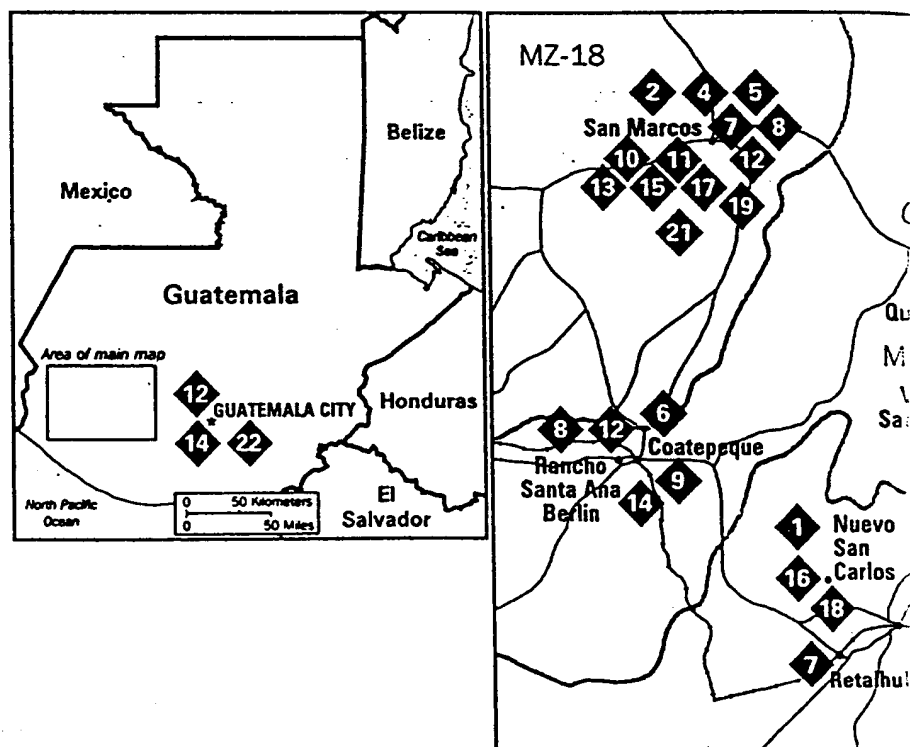 Belize
Mexico
Caribbean
Sea
Guatemala
Area of main map
12
GUATEMALA CITY
14
22
Honduras
North Pacific
Ocean
0 50 Kilometers
0 50 Miles
El
Salvador
MZ-18
2
4
5
San Marcos
7
8
10
11
12
13
15
17
19
21
6
8
12
Coatepeque
Rancho
Santa Ana
Berlin
9
14
1
Nuevo
San
Carlos
16
18
7